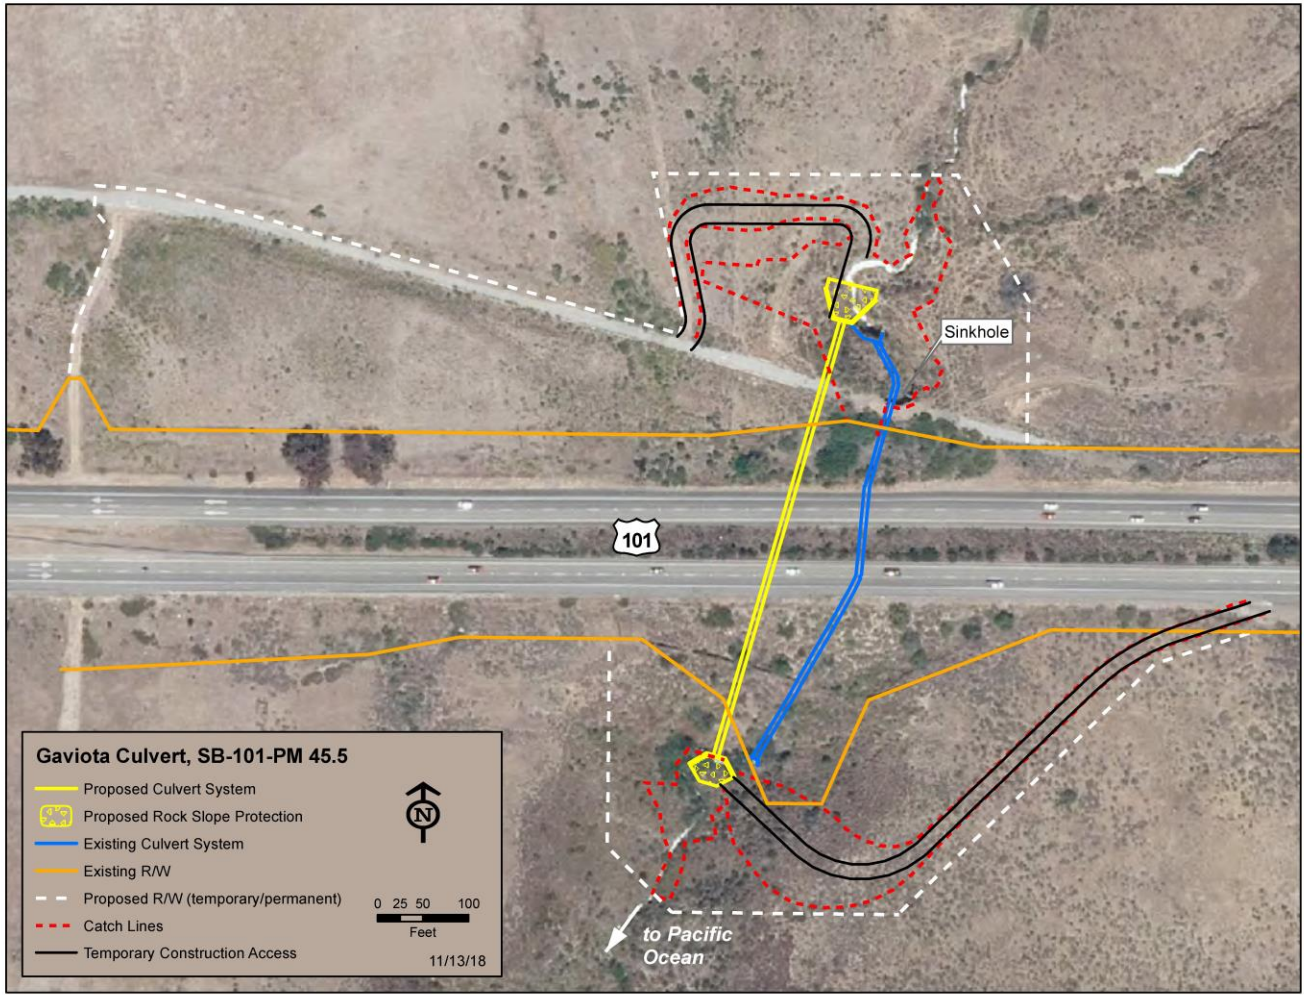 Sinkhole
101
Gaviota Culvert, SB-101-PM 45.5
Proposed Culvert System
Proposed Rock Slope Protection
Existing Culvert System
Existing R/W
Proposed R/W (temporary/permanent)
Catch Lines
Temporary Construction Access
N
0 25 50 100
Feet
11/13/18
to Pacific
Ocean